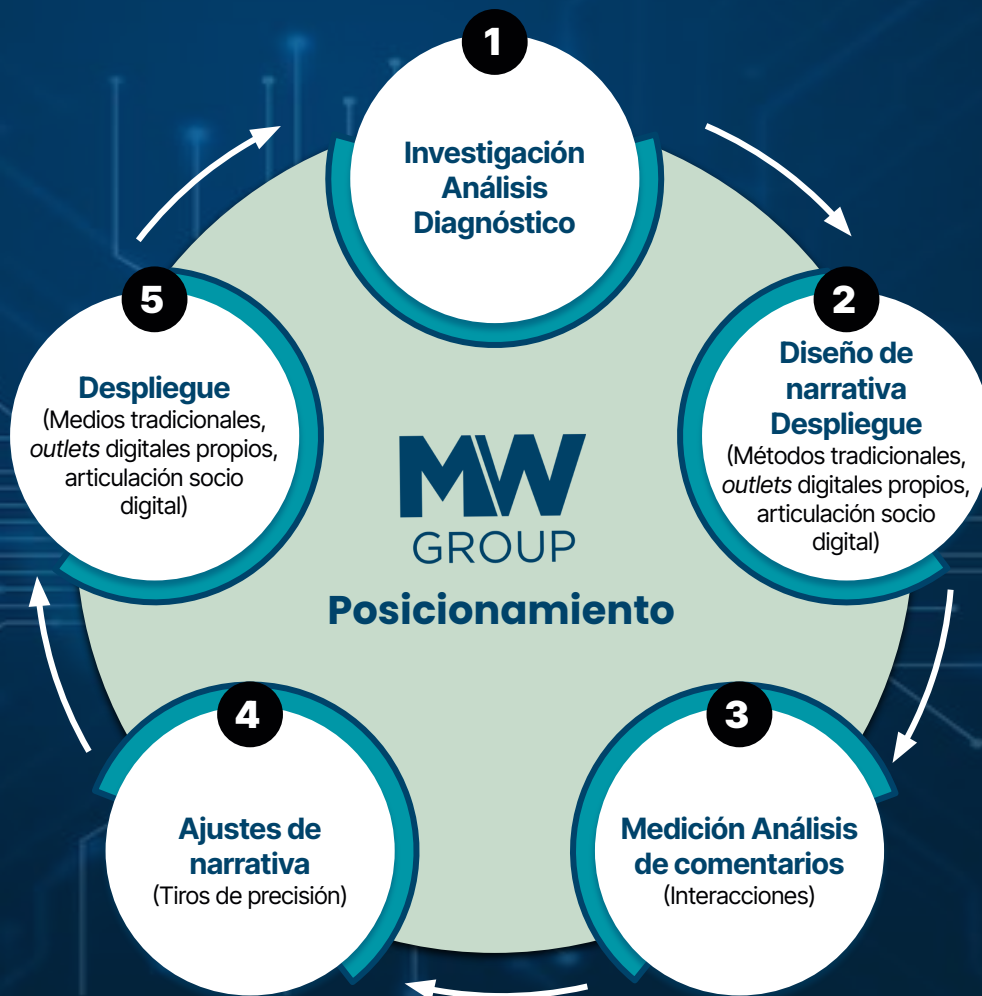 1
Investigación
Análisis
Diagnóstico
2
Diseño de
narrativa
Despliegue
(Métodos tradicionales,
outlets digitales propios,
articulación socio
digital)
3
Medición Análisis
de comentarios
(Interacciones)
4
Ajustes de
narrativa
(Tiros de precisión)
5
Despliegue
(Medios tradicionales,
outlets digitales propios,
articulación socio
digital)
MW
GROUP
Posicionamiento